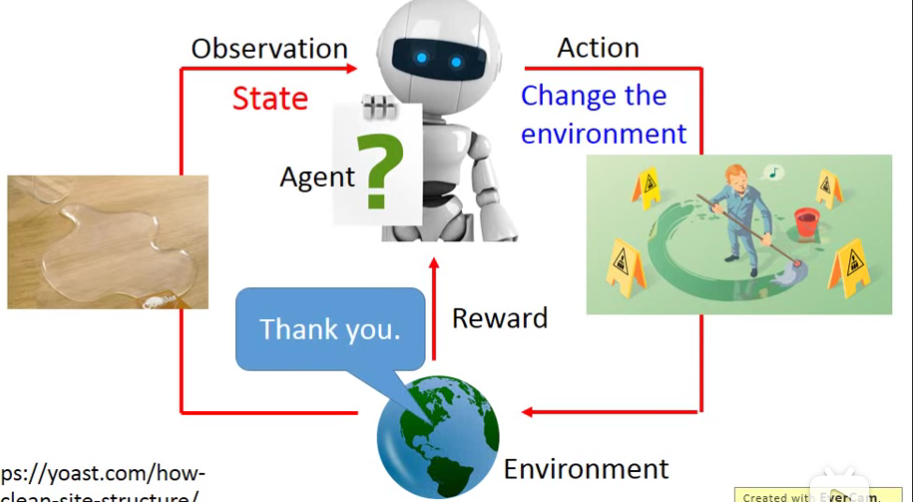 Observation
Action
State
Change the
environment
Agent
?
Thank you.
Reward
Environment
ps://yoast.com/how-
clean-site-structure/
Created with EverCam.